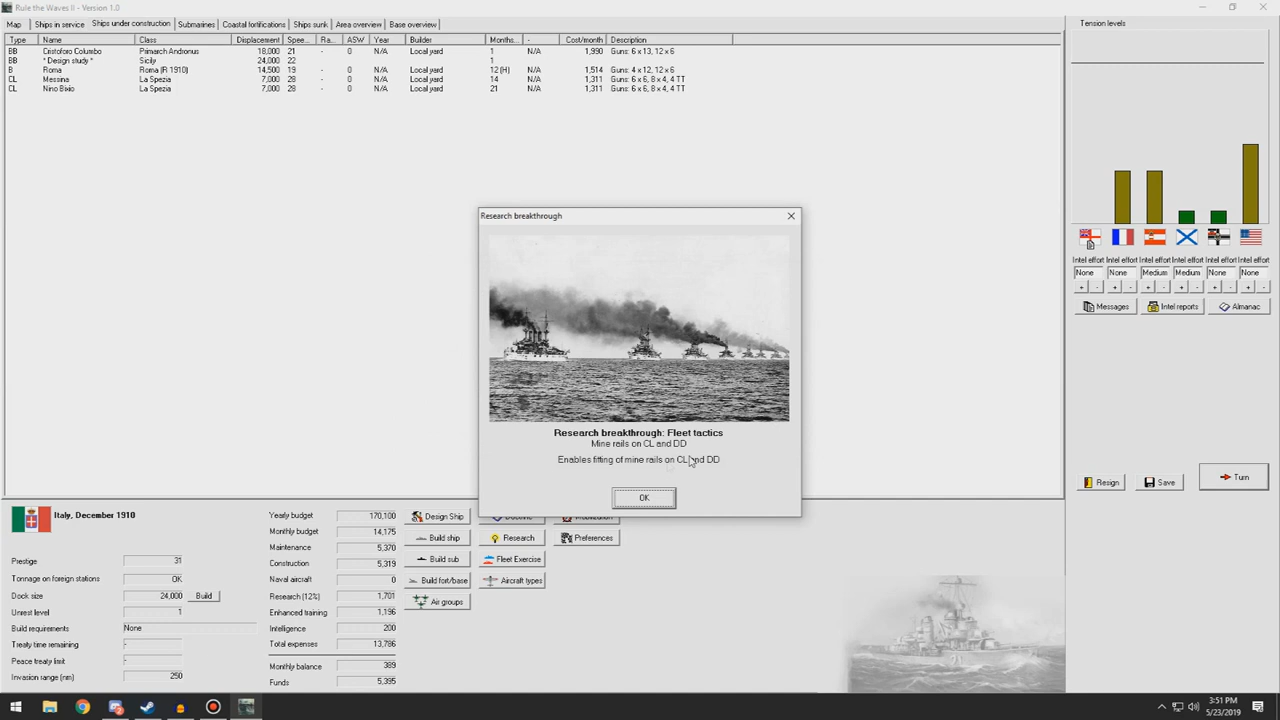 Rule the Waves II - Version 1.0
Map Ships in service Ships under construction Submarines Coastal fortifications Ships sunk Area overview Base overview
Type Name Class Displacement Spee... Ra... ASW Year Builder Months... - Cost/month Description
BB Cristoforo Columbo Primarch Andronus 18,000 21 - 0 N/A Local yard 1 N/A 1,990 Guns: 6 x 13, 12 x 6
BB * Design study * Sicily 24,000 22 1
B Roma Roma (R 1910) 14,500 19 - 0 N/A Local yard 12 (H) N/A 1,514 Guns: 4 x 12, 12 x 6
CL Messina La Spezia 7,000 28 - 0 N/A Local yard 14 N/A 1,311 Guns: 6 x 6, 8 x 4, 4 TT
CL Nino Bixio La Spezia 7,000 28 - 0 N/A Local yard 21 N/A 1,311 Guns: 6 x 6, 8 x 4, 4 TT
Tension levels
Intel effort Intel effort Intel effort Intel effort Intel effort Intel effort
None None Medium Medium None None
+ - + - + - + - + - + -
Messages Intel reports Almanac
Resign Save Turn
Research breakthrough
Research breakthrough: Fleet tactics
Mine rails on CL and DD
Enables fitting of mine rails on CL and DD
OK
Italy, December 1910
Prestige 31
Tonnage on foreign stations OK
Dock size 24,000 Build
Unrest level 1
Build requirements None
Treaty time remaining -
Peace treaty limit -
Invasion range (nm) 250
Yearly budget 170,100
Monthly budget 14,175
Maintenance 5,370
Construction 5,319
Naval aircraft 0
Research (12%) 1,701
Enhanced training 1,196
Intelligence 200
Total expenses 13,786
Monthly balance 389
Funds 5,395
Design Ship Doctrine Mobilization
Build ship Research Preferences
Build sub Fleet Exercise
Build fort/base Aircraft types
Air groups
71
3:51 PM
5/23/2019